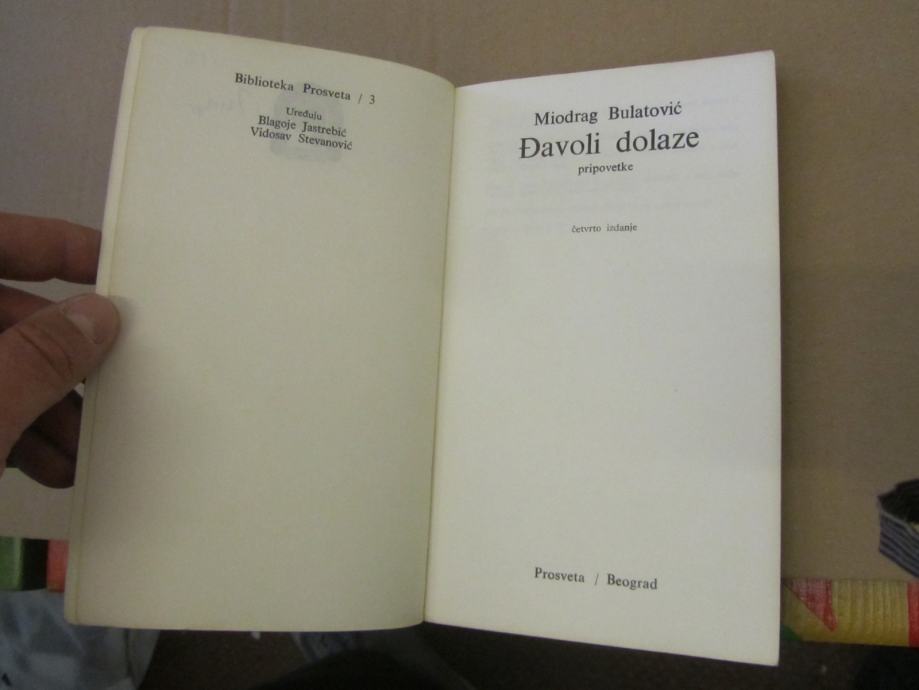 Biblioteka Prosveta / 3
Uređuju
Blagoje Jastrebić
Vidosav Stevanović
Miodrag Bulatović
Đavoli dolaze
pripovetke
četvrto izdanje
Prosveta / Beograd